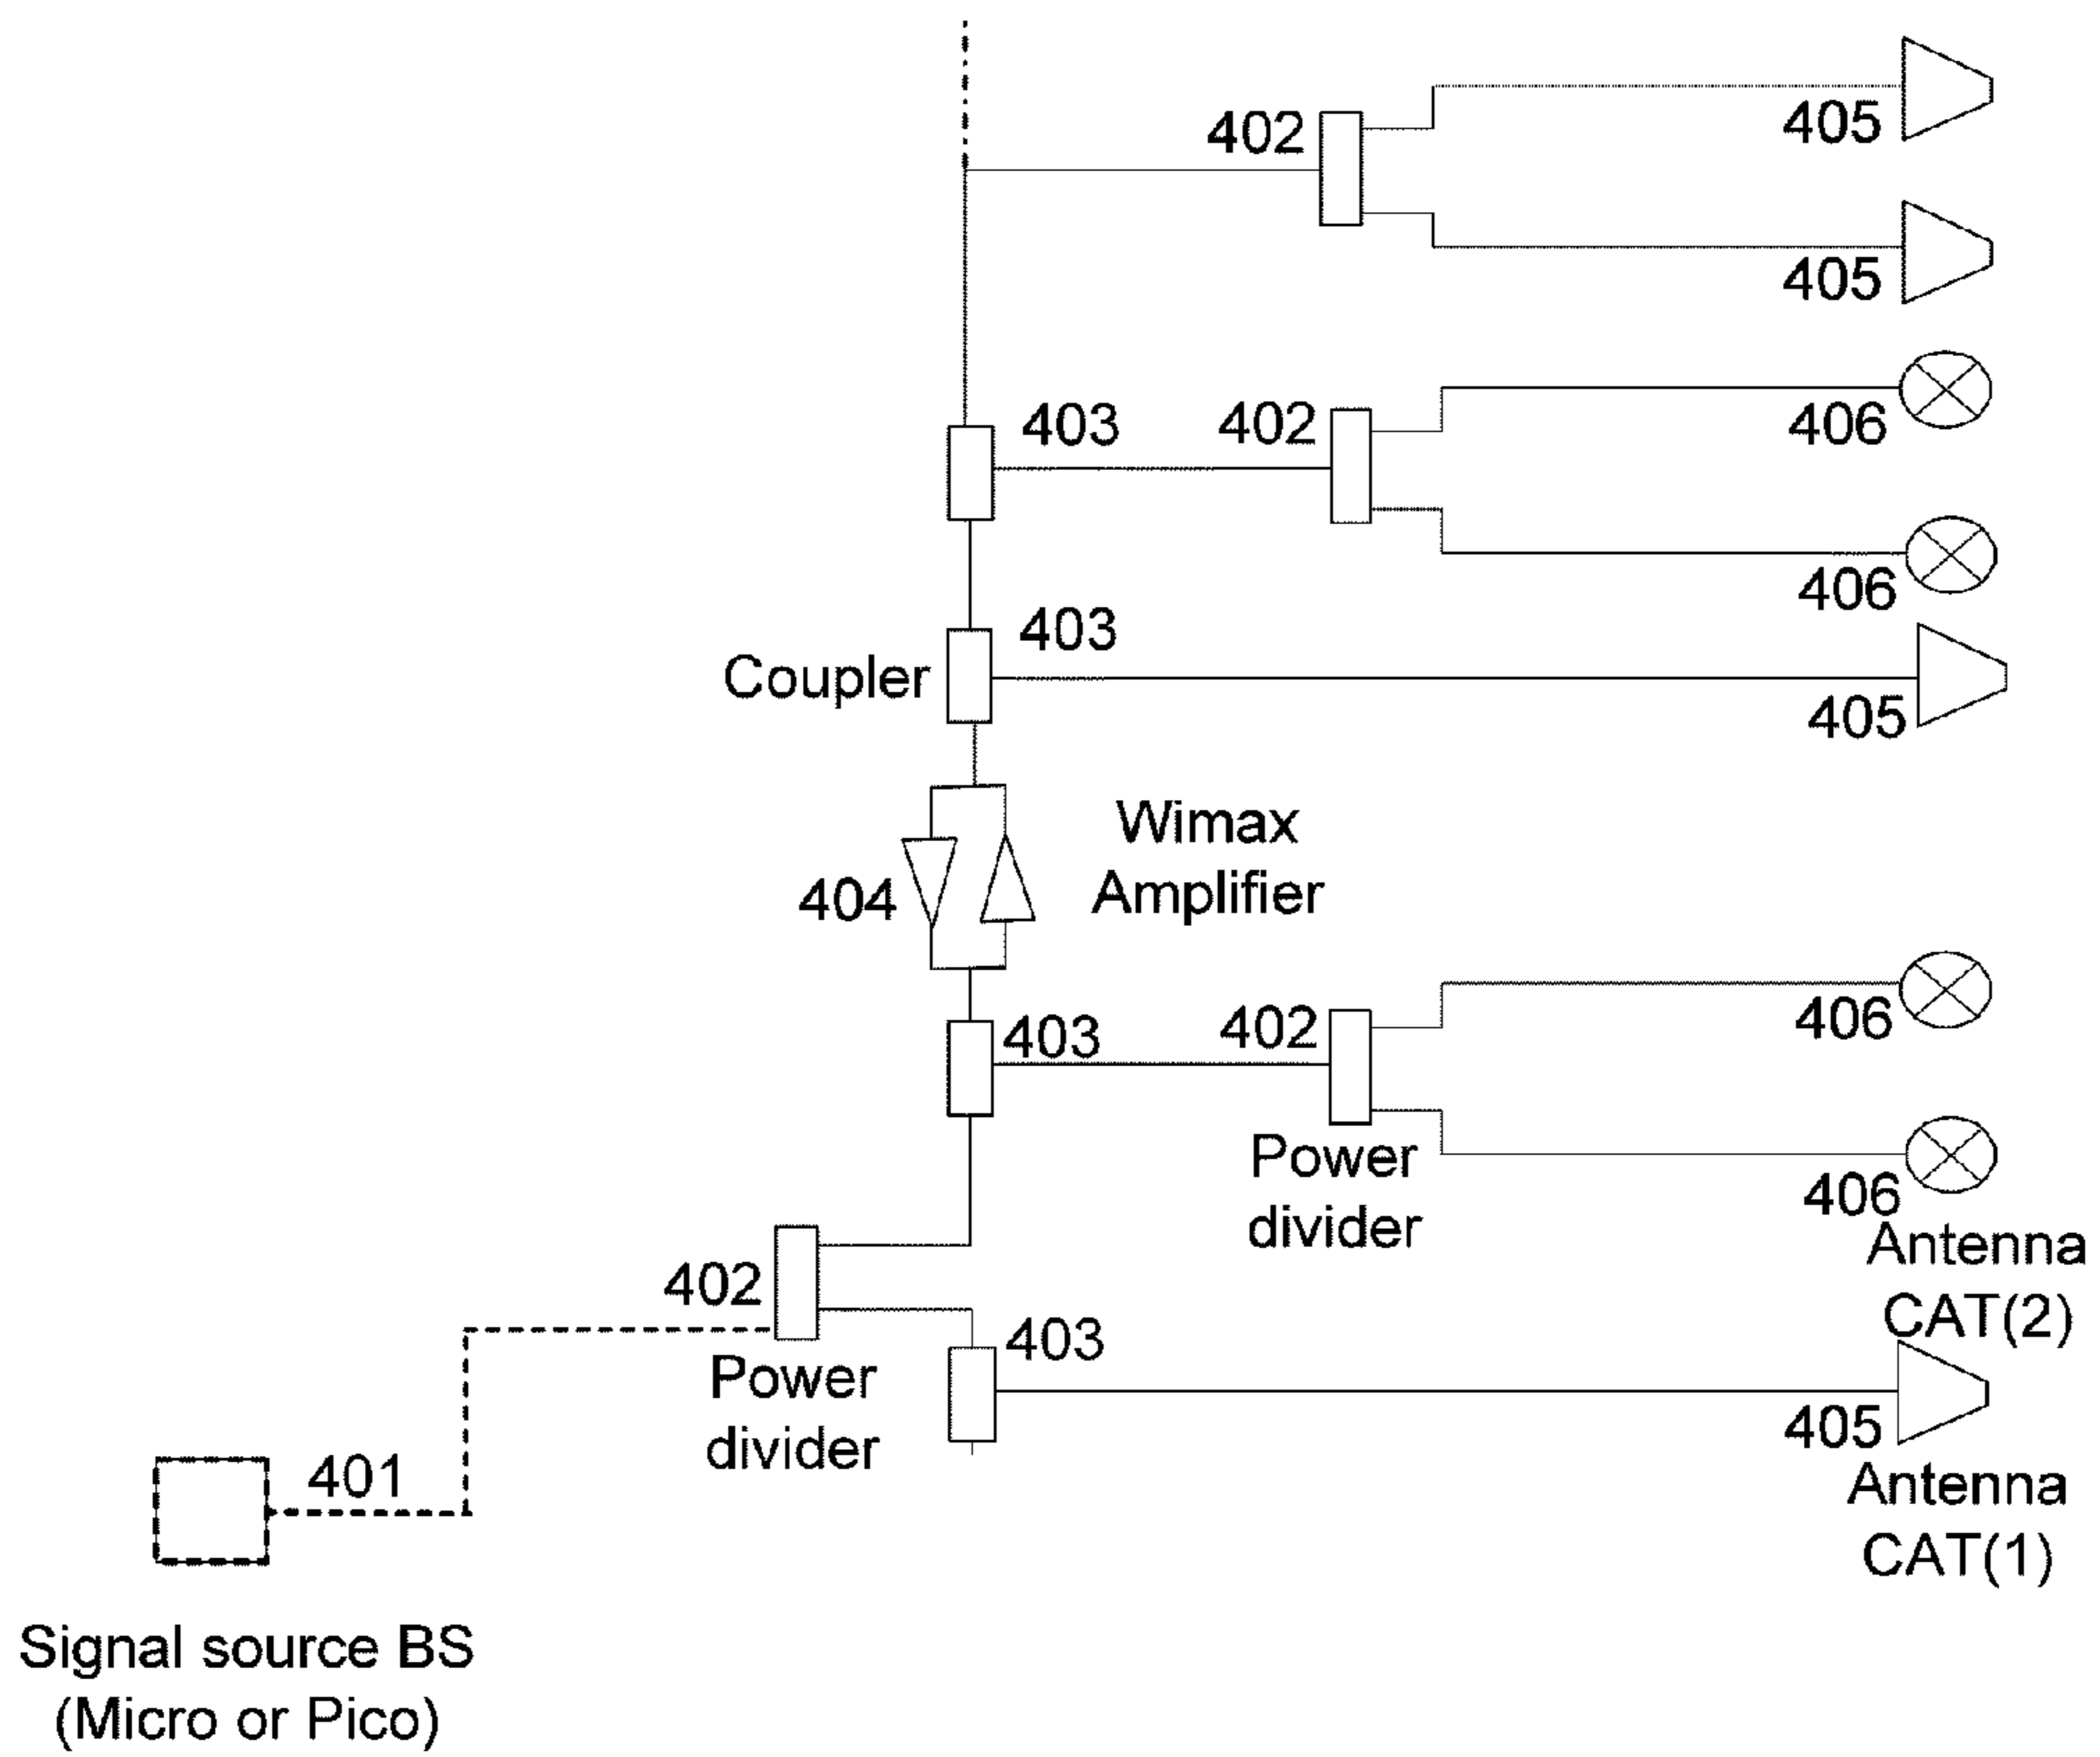 402
405
405
403
402
406
406
403
Coupler
405
Wimax
Amplifier
404
403
402
406
Power
divider
406
Antenna
CAT(2)
402
403
Power
divider
405
Antenna
CAT(1)
401
Signal source BS
(Micro or Pico)